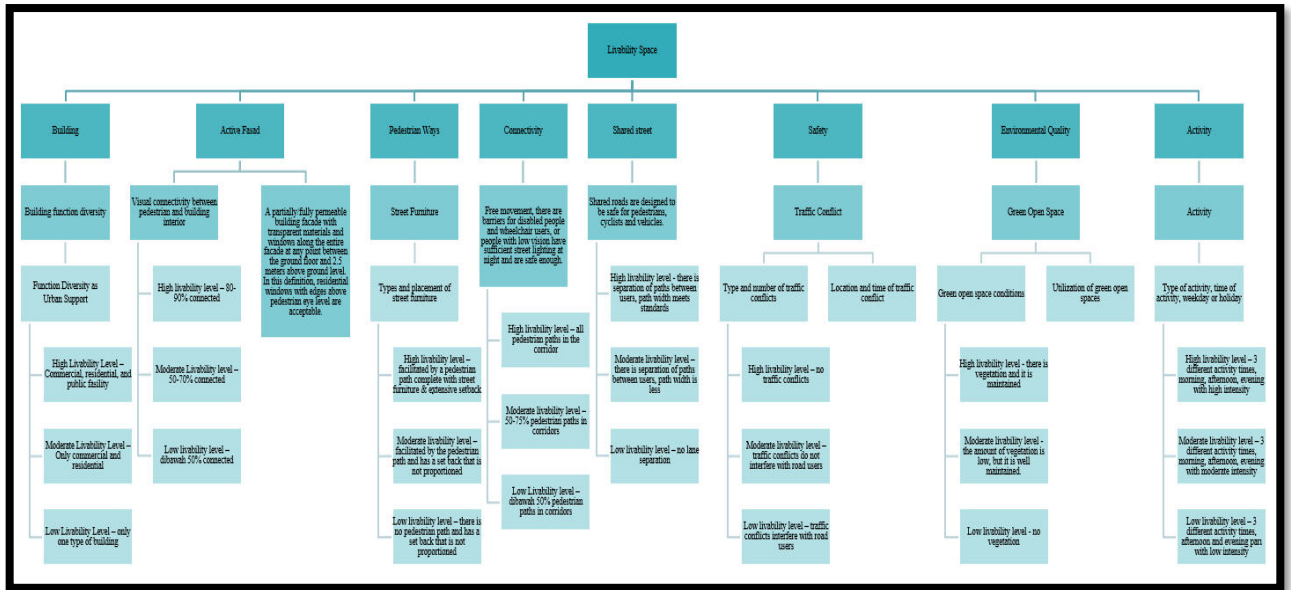 Livability Space
Building
Active Fasad
Pedestrian Ways
Connectivity
Shared street
Safety
Environmental Quality
Activity
Building function diversity
Visual connectivity between
pedestrian and building
interior
A partially/fully permeable
building facade with
transparent materials and
windows along the entire
facade at any point between
the ground floor and 2.5
meters above ground level.
In this definition, residential
windows with edges above
pedestrian eye level are
acceptable.
Street Furniture
Free movement, there are
barriers for disabled people
and wheelchair users, or
people with low vision have
sufficient street lighting at
night and are safe enough.
Shared roads are designed to
be safe for pedestrians,
cyclists and vehicles.
Traffic Conflict
Green Open Space
Activity
Function Diversity as
Urban Support
High livability level – 80-
90% connected
Types and placement of
street furniture
High livability level - there is
separation of paths between
users, path width meets
standards
Type and number of traffic
conflicts
Location and time of traffic
conflict
Green open space conditions
Utilization of green open
spaces
Type of activity, time of
activity, weekday or holiday
High Livability Level –
Commercial, residential, and
public fasility
Moderate livability level –
50-70% connected
High livability level –
facilitated by a pedestrian
path complete with street
furniture & extensive setback
High livability level – all
pedestrian paths in the
corridor
Moderate livability level –
there is separation of paths
between users, path width is
less
High livability level – no
traffic conflicts
High livability level - there is
vegetation and it is
maintained
High livability level – 3
different activity times,
morning, afternoon, evening
with high intensity
Moderate Livability Level –
Only commercial and
residential
Low livability level –
dibawah 50% connected
Moderate livability level –
facilitated by the pedestrian
path and has a set back that is
not proportioned
Moderate livability level –
50-75% pedestrian paths in
corridors
Low livability level – no lane
separation
Moderate livability level –
traffic conflicts do not
interfere with road users
Moderate livability level -
the amount of vegetation is
low, but it is well
maintained.
Moderate livability level – 3
different activity times,
morning, afternoon, evening
with moderate intensity
Low Livability Level – only
one type of building
Low livability level – there is
no pedestrian path and has a
set back that is not
proportioned
Low Livability level –
dibawah 50% pedestrian
paths in corridors
Low livability level – traffic
conflicts interfere with road
users
Low livability level - no
vegetation
Low livability level – 3
different activity times,
afternoon and evening pan
with low intensity